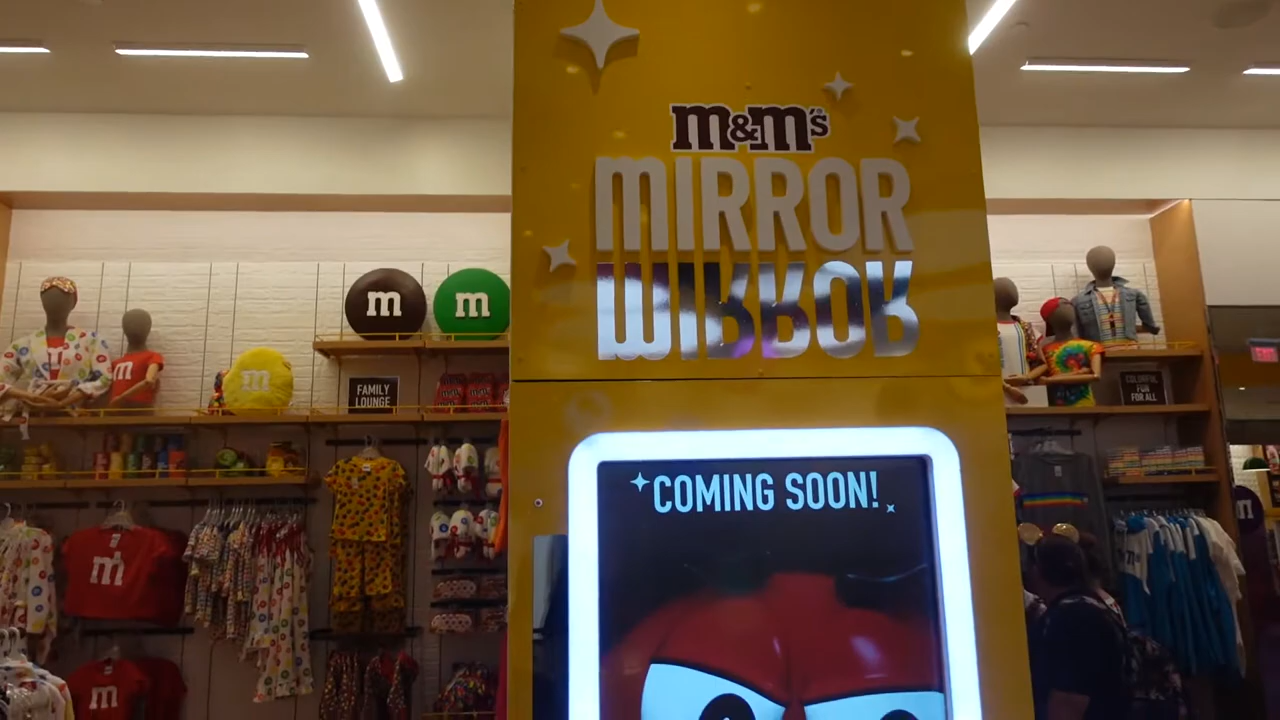 m&m's
MIRROR
MIRROR
COMING SOON!
m
m
m
m
FAMILY
LOUNGE
COLORFUL
FUN
FOR ALL
m
m
m